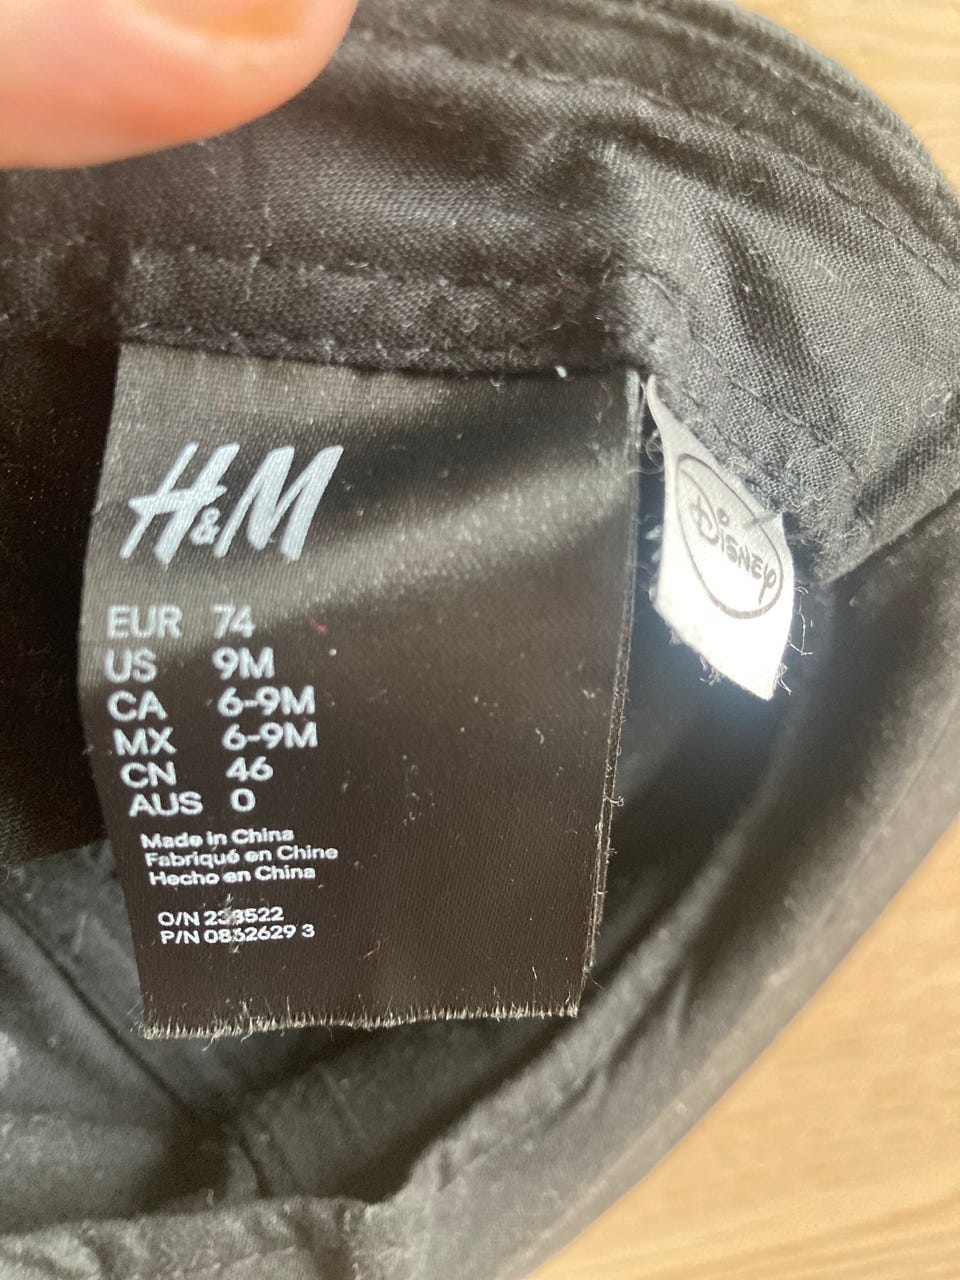 H&M
EUR 74
US 9M
CA 6-9M
MX 6-9M
CN 46
AUS 0
Made in China
Fabriqué en Chine
Hecho en China
O/N
P/N 3
Disney